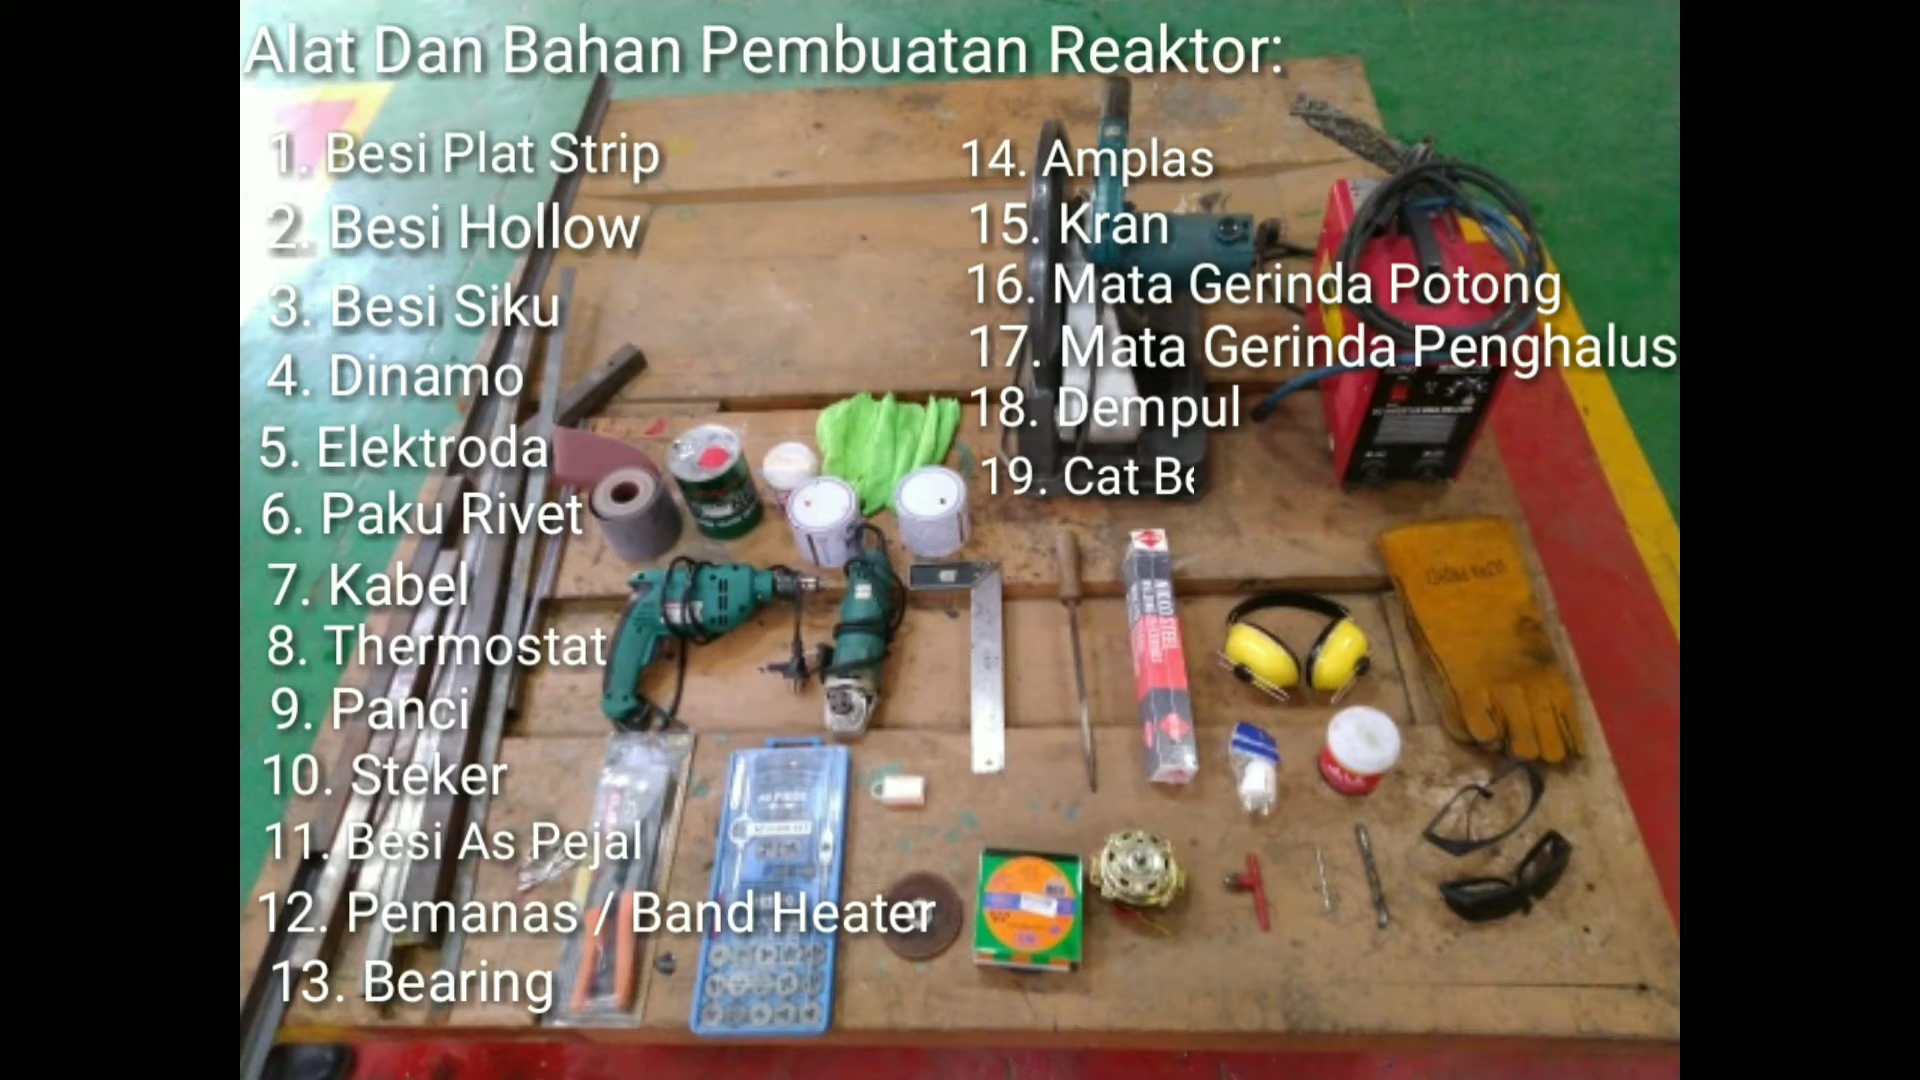 Alat Dan Bahan Pembuatan Reaktor:
1. Besi Plat Strip
2. Besi Hollow
3. Besi Siku
4. Dinamo
5. Elektroda
6. Paku Rivet
7. Kabel
8. Thermostat
9. Panci
10. Steker
11. Besi As Pejal
12. Pemanas / Band Heater
13. Bearing
14. Amplas
15. Kran
16. Mata Gerinda Potong
17. Mata Gerinda Penghalus
18. Dempul
19. Cat Be